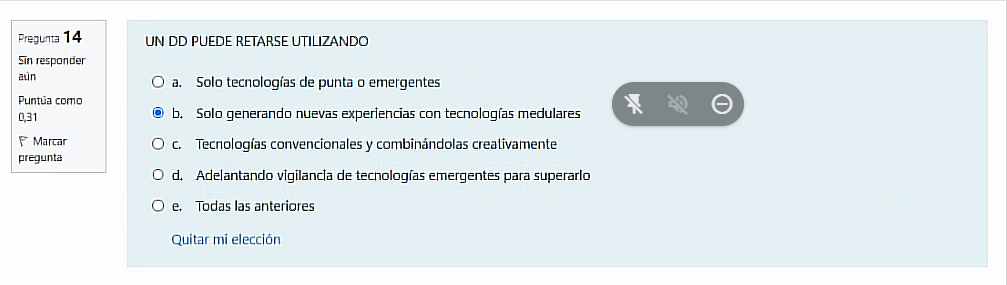 Pregunta 14
Sin responder
aún
Puntúa como
0,31
Marcar
pregunta
UN DD PUEDE RETARSE UTILIZANDO
a. Solo tecnologías de punta o emergentes
b. Solo generando nuevas experiencias con tecnologías medulares
c. Tecnologías convencionales y combinándolas creativamente
d. Adelantando vigilancia de tecnologías emergentes para superarlo
e. Todas las anteriores
Quitar mi elección